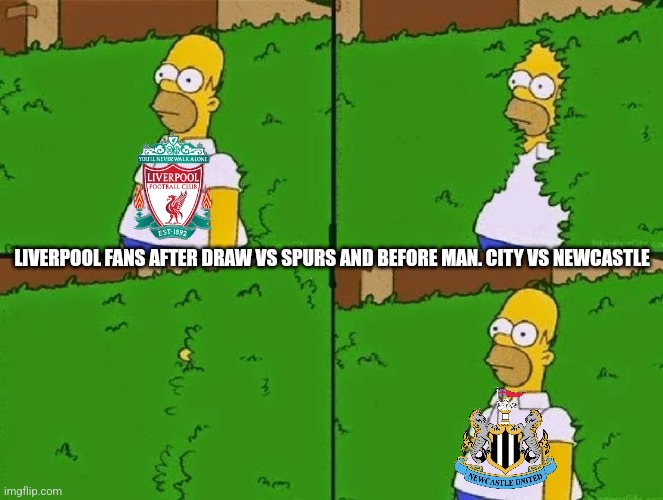 YOU'LL NEVER WALK ALONE
LIVERPOOL
FOOTBALL CLUB
EST·1892
LIVERPOOL FANS AFTER DRAW VS SPURS AND BEFORE MAN. CITY VS NEWCASTLE
NEWCASTLE UNITED
imgflip.com